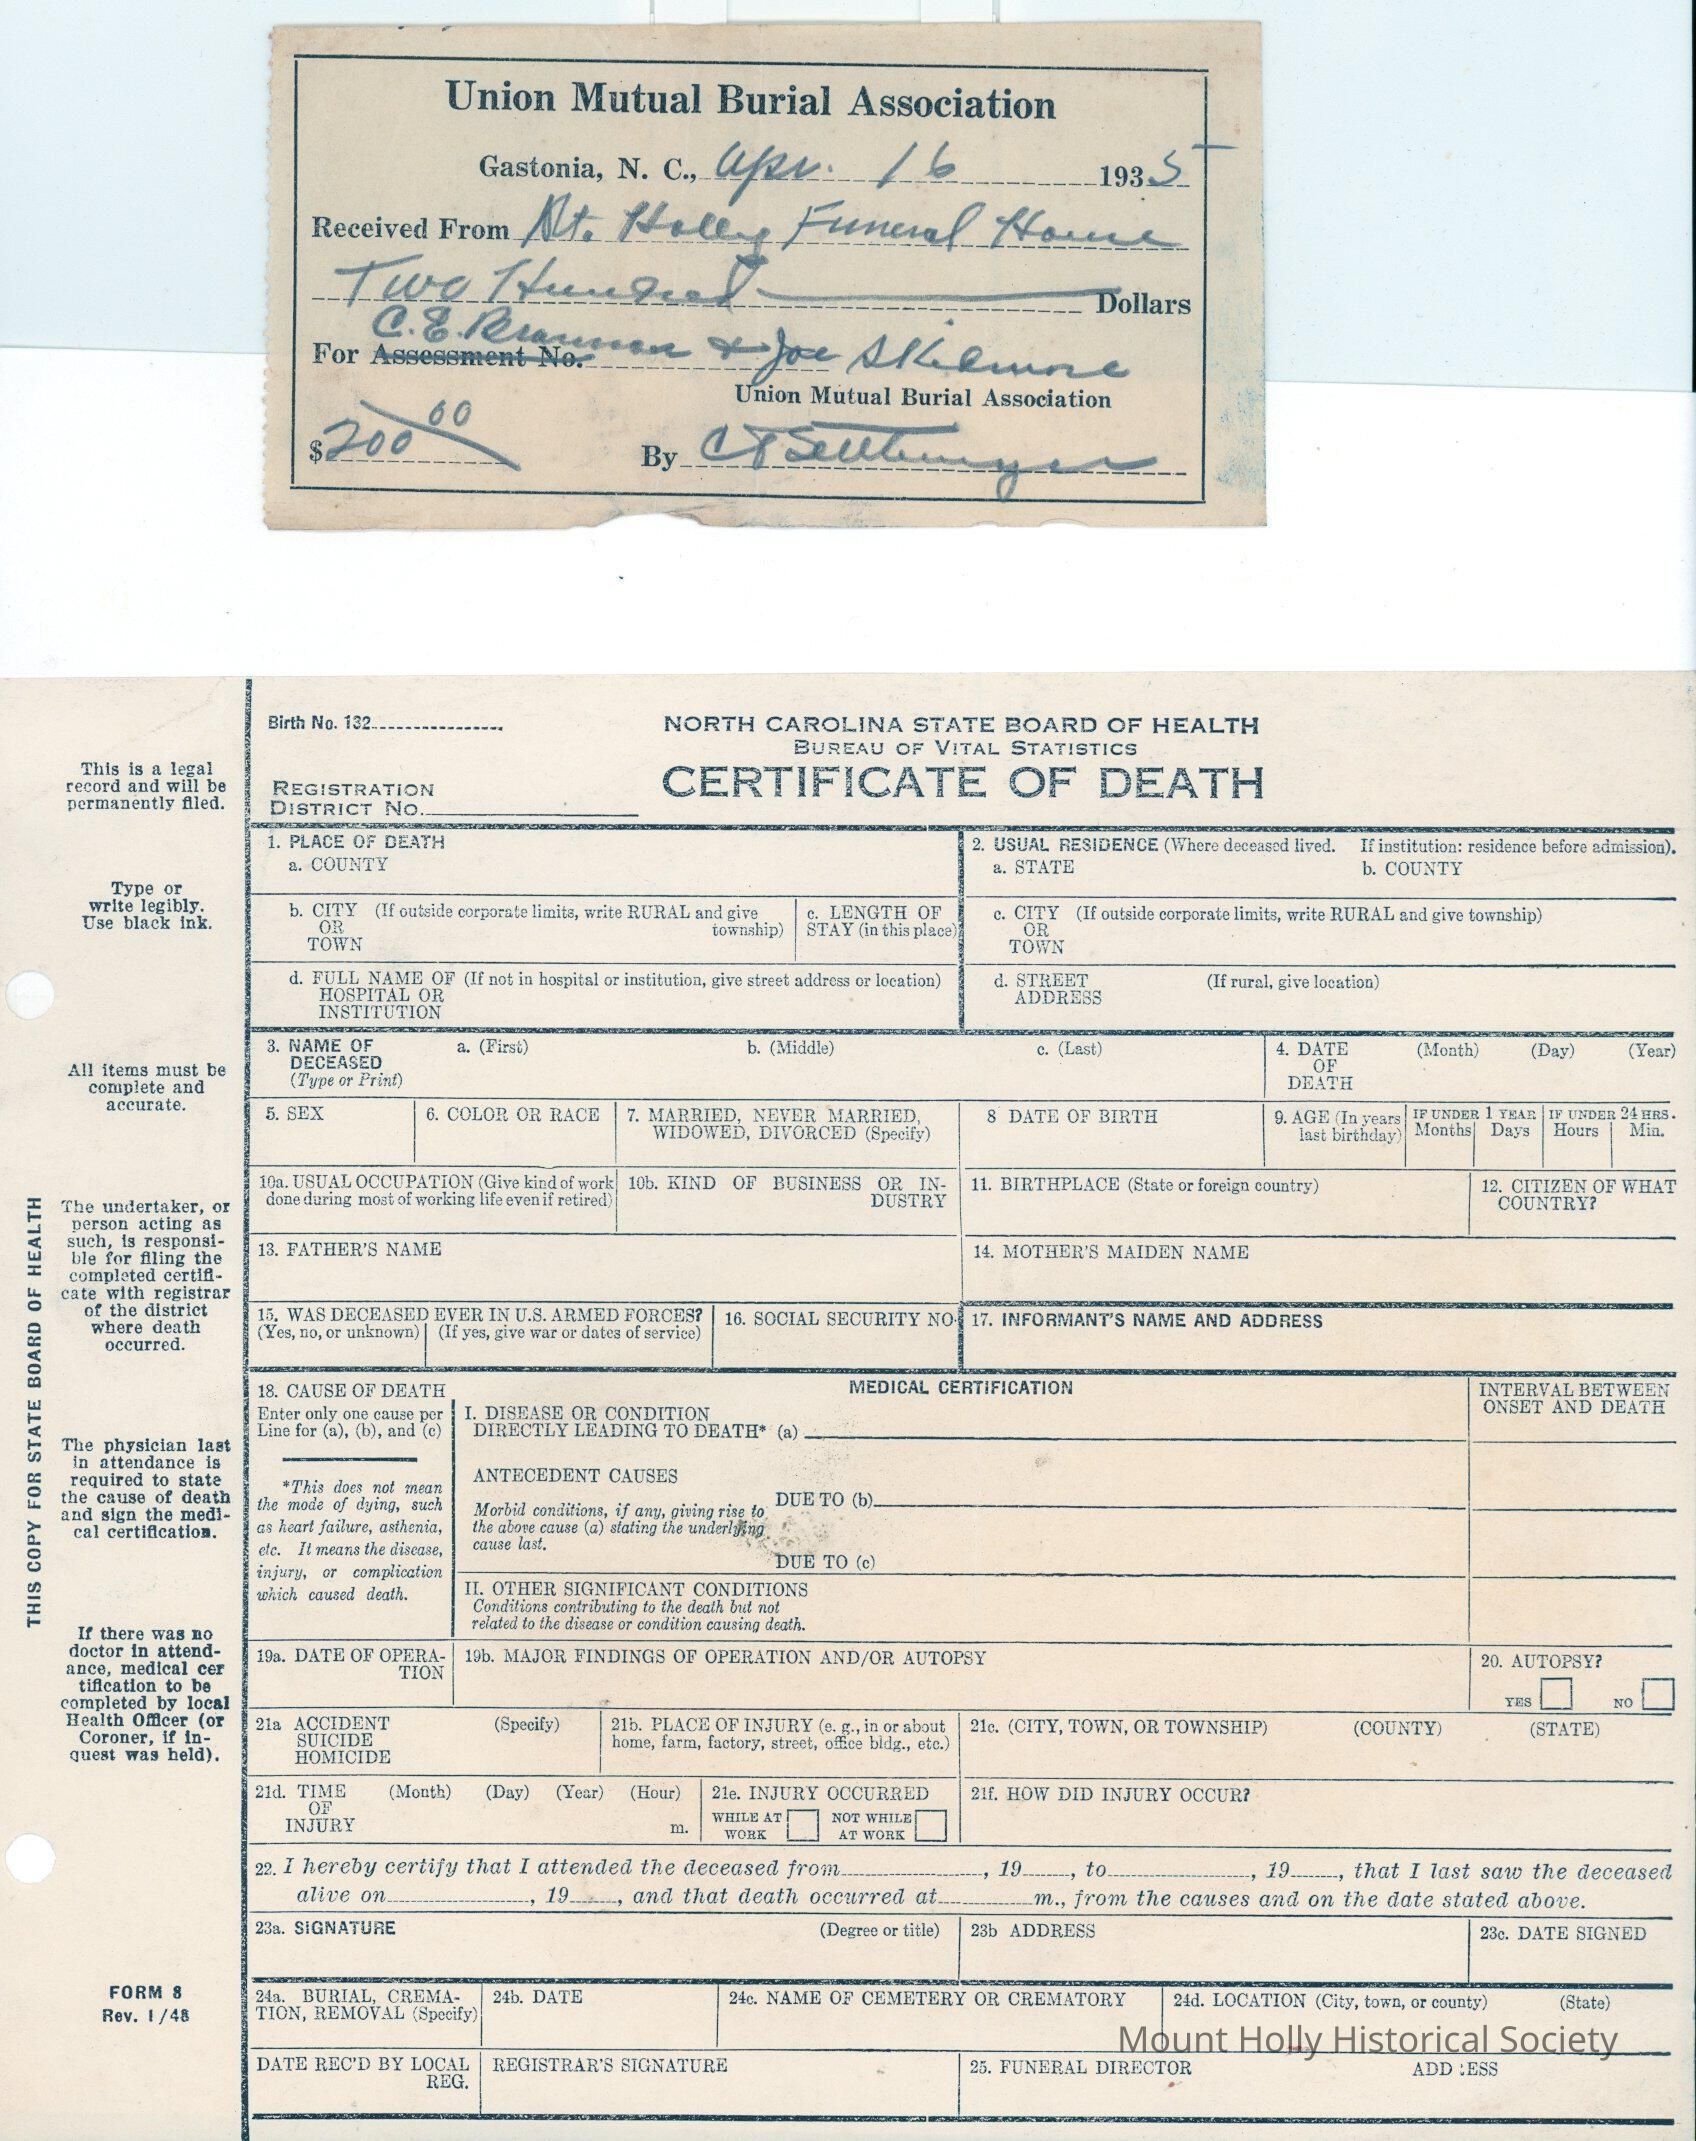 Union Mutual Burial Association
Gastonia, N. C., Apr. 16 1935
Received From Mt. Holly Funeral Home
Two Hundred Dollars
C. E.
For Assessment No. & Joe Skidmore
Union Mutual Burial Association
$200 00 By
Birth No. 132
NORTH CAROLINA STATE BOARD OF HEALTH
BUREAU OF VITAL STATISTICS
CERTIFICATE OF DEATH
REGISTRATION
DISTRICT NO.
This is a legal
record and will be
permanently filed.
Type or
write legibly.
Use black ink.
All items must be
complete and
accurate.
The undertaker, or
person acting as
such, is responsi-
ble for filing the
completed certifi-
cate with registrar
of the district
where death
occurred.
The physician last
in attendance is
required to state
the cause of death
and sign the medi-
cal certification.
If there was no
doctor in attend-
ance, medical cer
tification to be
completed by local
Health Officer (or
Coroner, if in-
quest was held).
FORM 8
Rev. 1/48
THIS COPY FOR STATE BOARD OF HEALTH
1. PLACE OF DEATH
a. COUNTY
2. USUAL RESIDENCE (Where deceased lived. If institution: residence before admission).
a. STATE b. COUNTY
b. CITY (If outside corporate limits, write RURAL and give
OR township)
TOWN
c. LENGTH OF
STAY (in this place)
c. CITY (If outside corporate limits, write RURAL and give township)
OR
TOWN
d. FULL NAME OF (If not in hospital or institution, give street address or location)
HOSPITAL OR
INSTITUTION
d. STREET (If rural, give location)
ADDRESS
3. NAME OF a. (First) b. (Middle) c. (Last)
DECEASED
(Type or Print)
4. DATE (Month) (Day) (Year)
OF
DEATH
5. SEX
6. COLOR OR RACE
7. MARRIED, NEVER MARRIED,
WIDOWED, DIVORCED (Specify)
8 DATE OF BIRTH
9. AGE (In years
last birthday)
IF UNDER 1 YEAR
Months Days
IF UNDER 24 HRS.
Hours Min.
10a. USUAL OCCUPATION (Give kind of work
done during most of working life even if retired)
10b. KIND OF BUSINESS OR IN-
DUSTRY
11. BIRTHPLACE (State or foreign country)
12. CITIZEN OF WHAT
COUNTRY?
13. FATHER'S NAME
14. MOTHER'S MAIDEN NAME
15. WAS DECEASED EVER IN U.S. ARMED FORCES?
(Yes, no, or unknown) (If yes, give war or dates of service)
16. SOCIAL SECURITY NO.
17. INFORMANT'S NAME AND ADDRESS
18. CAUSE OF DEATH
Enter only one cause per
Line for (a), (b), and (c)
*This does not mean
the mode of dying, such
as heart failure, asthenia,
etc. It means the disease,
injury, or complication
which caused death.
MEDICAL CERTIFICATION
I. DISEASE OR CONDITION
DIRECTLY LEADING TO DEATH* (a)
ANTECEDENT CAUSES
DUE TO (b)
Morbid conditions, if any, giving rise to
the above cause (a) stating the underlying
cause last.
DUE TO (c)
II. OTHER SIGNIFICANT CONDITIONS
Conditions contributing to the death but not
related to the disease or condition causing death.
INTERVAL BETWEEN
ONSET AND DEATH
19a. DATE OF OPERA-
TION
19b. MAJOR FINDINGS OF OPERATION AND/OR AUTOPSY
20. AUTOPSY?
YES NO
21a ACCIDENT (Specify)
SUICIDE
HOMICIDE
21b. PLACE OF INJURY (e. g., in or about
home, farm, factory, street, office bldg., etc.)
21c. (CITY, TOWN, OR TOWNSHIP) (COUNTY) (STATE)
21d. TIME (Month) (Day) (Year) (Hour)
OF
INJURY m.
21e. INJURY OCCURRED
WHILE AT NOT WHILE
WORK AT WORK
21f. HOW DID INJURY OCCUR?
22. I hereby certify that I attended the deceased from , 19 , to , 19 , that I last saw the deceased
alive on , 19 , and that death occurred at m., from the causes and on the date stated above.
23a. SIGNATURE (Degree or title)
23b ADDRESS
23c. DATE SIGNED
24a. BURIAL, CREMA-
TION, REMOVAL (Specify)
24b. DATE
24c. NAME OF CEMETERY OR CREMATORY
24d. LOCATION (City, town, or county) (State)
Mount Holly Historical Society
DATE REC'D BY LOCAL
REG.
REGISTRAR'S SIGNATURE
25. FUNERAL DIRECTOR ADDRESS